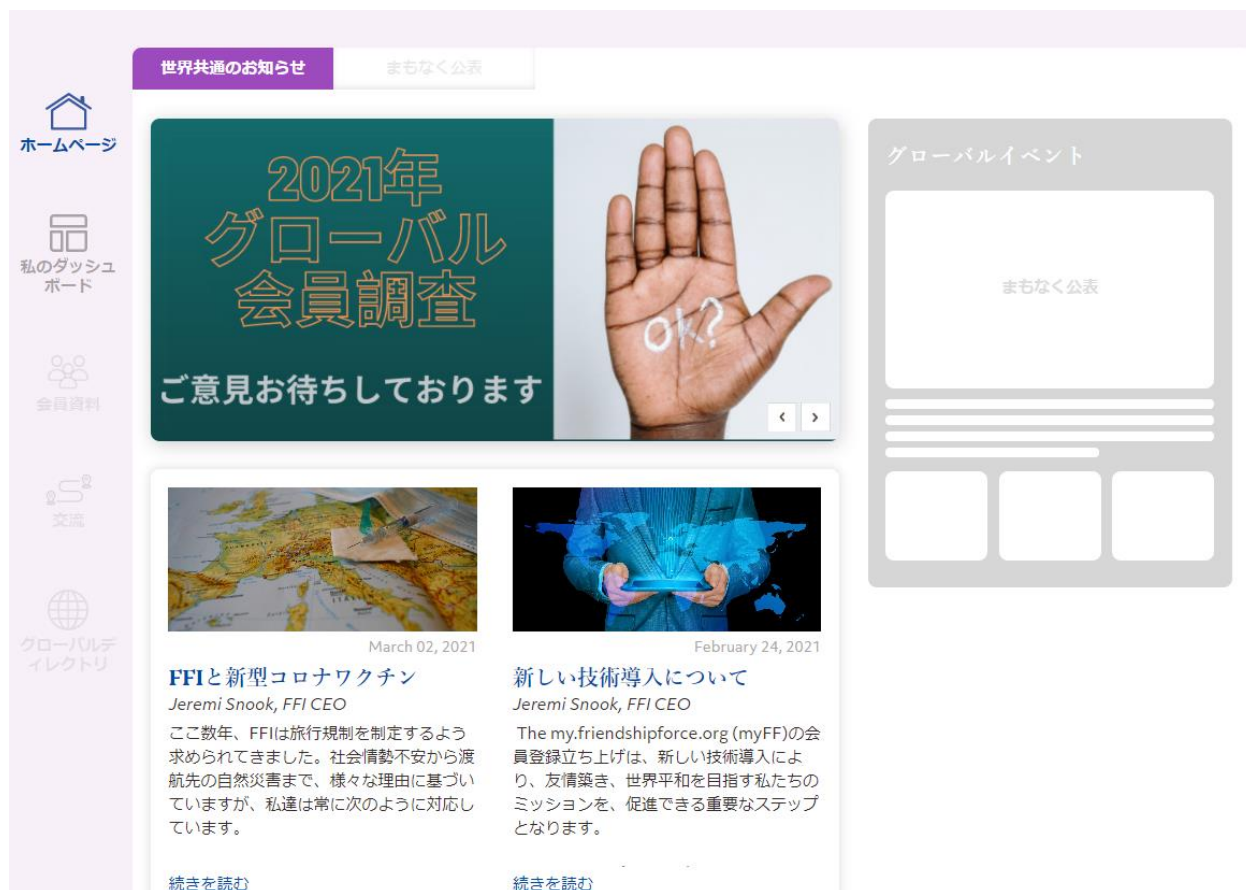 世界共通のお知らせ
まもなく公表
ホームページ
私のダッシュ
ボード
会員資料
交流
グローバルデ
ィレクトリ
2021年
グローバル
会員調査
ご意見お待ちしております
OK?
グローバルイベント
まもなく公表
March 02, 2021
FFIと新型コロナワクチン
Jeremi Snook, FFI CEO
ここ数年、FFIは旅行規制を制定するよう
求められてきました。社会情勢不安から渡
航先の自然災害まで、様々な理由に基づい
ていますが、私達は常に次のように対応し
ています。
続きを読む
February 24, 2021
新しい技術導入について
Jeremi Snook, FFI CEO
The my.friendshipforce.org (myFF)の会
員登録立ち上げは、新しい技術導入によ
り、友情築き、世界平和を目指す私たちの
ミッションを、促進できる重要なステップ
となります。
続きを読む